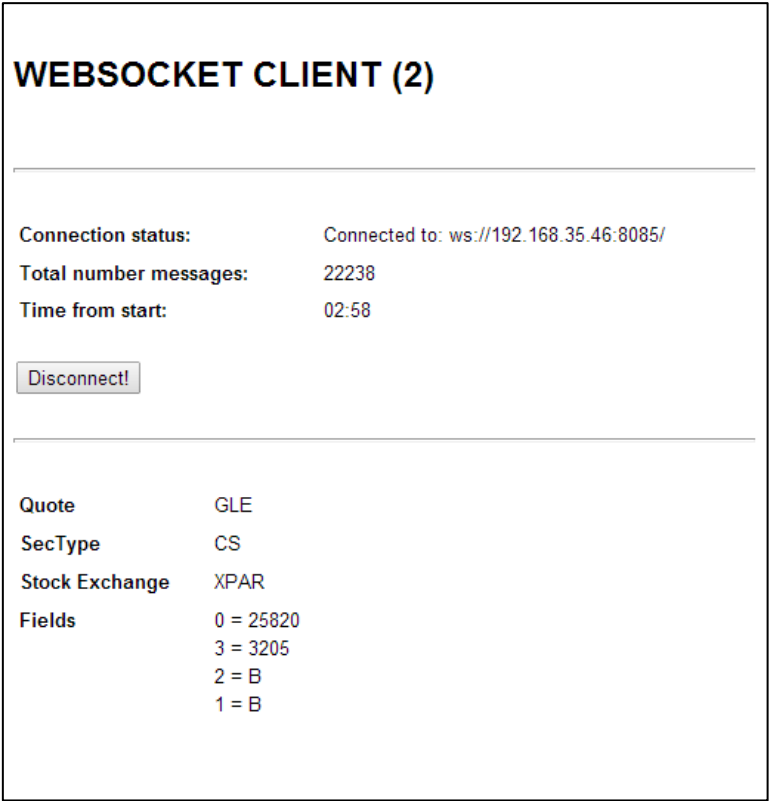 WEBSOCKET CLIENT (2)
Connection status: Connected to: ws://192.168.35.46:8085/
Total number messages: 22238
Time from start: 02:58
Disconnect!
Quote GLE
SecType CS
Stock Exchange XPAR
Fields 0 = 25820
3 = 3205
2 = B
1 = B